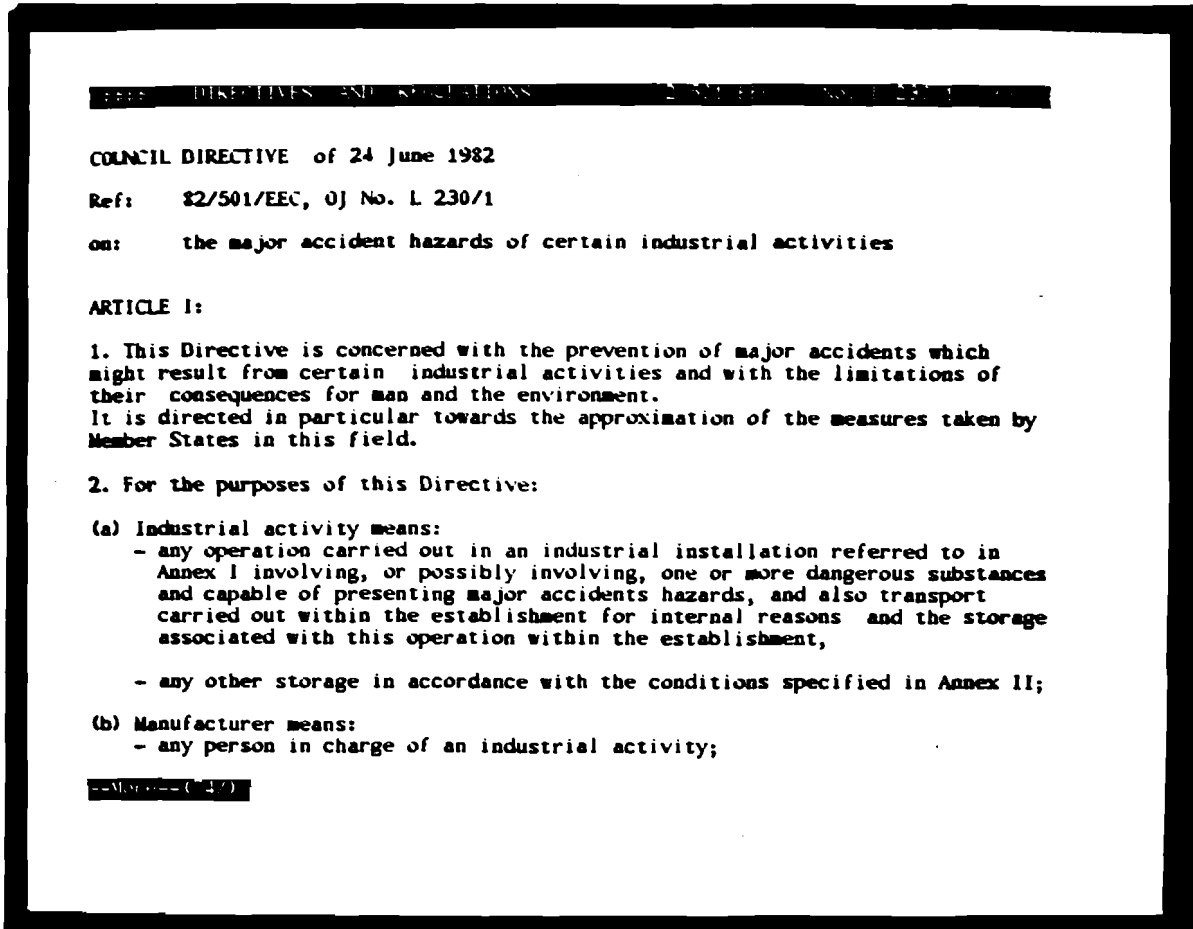 DIRECTIVES AND REGULATIONS
COUNCIL DIRECTIVE of 24 June 1982
Ref: 82/501/EEC, OJ No. L 230/1
on: the major accident hazards of certain industrial activities
ARTICLE 1:
1. This Directive is concerned with the prevention of major accidents which
might result from certain industrial activities and with the limitations of
their consequences for man and the environment.
It is directed in particular towards the approximation of the measures taken by
Member States in this field.
2. For the purposes of this Directive:
(a) Industrial activity means:
- any operation carried out in an industrial installation referred to in
Annex I involving, or possibly involving, one or more dangerous substances
and capable of presenting major accidents hazards, and also transport
carried out within the establishment for internal reasons and the storage
associated with this operation within the establishment,
- any other storage in accordance with the conditions specified in Annex II;
(b) Manufacturer means:
- any person in charge of an industrial activity;
--More--